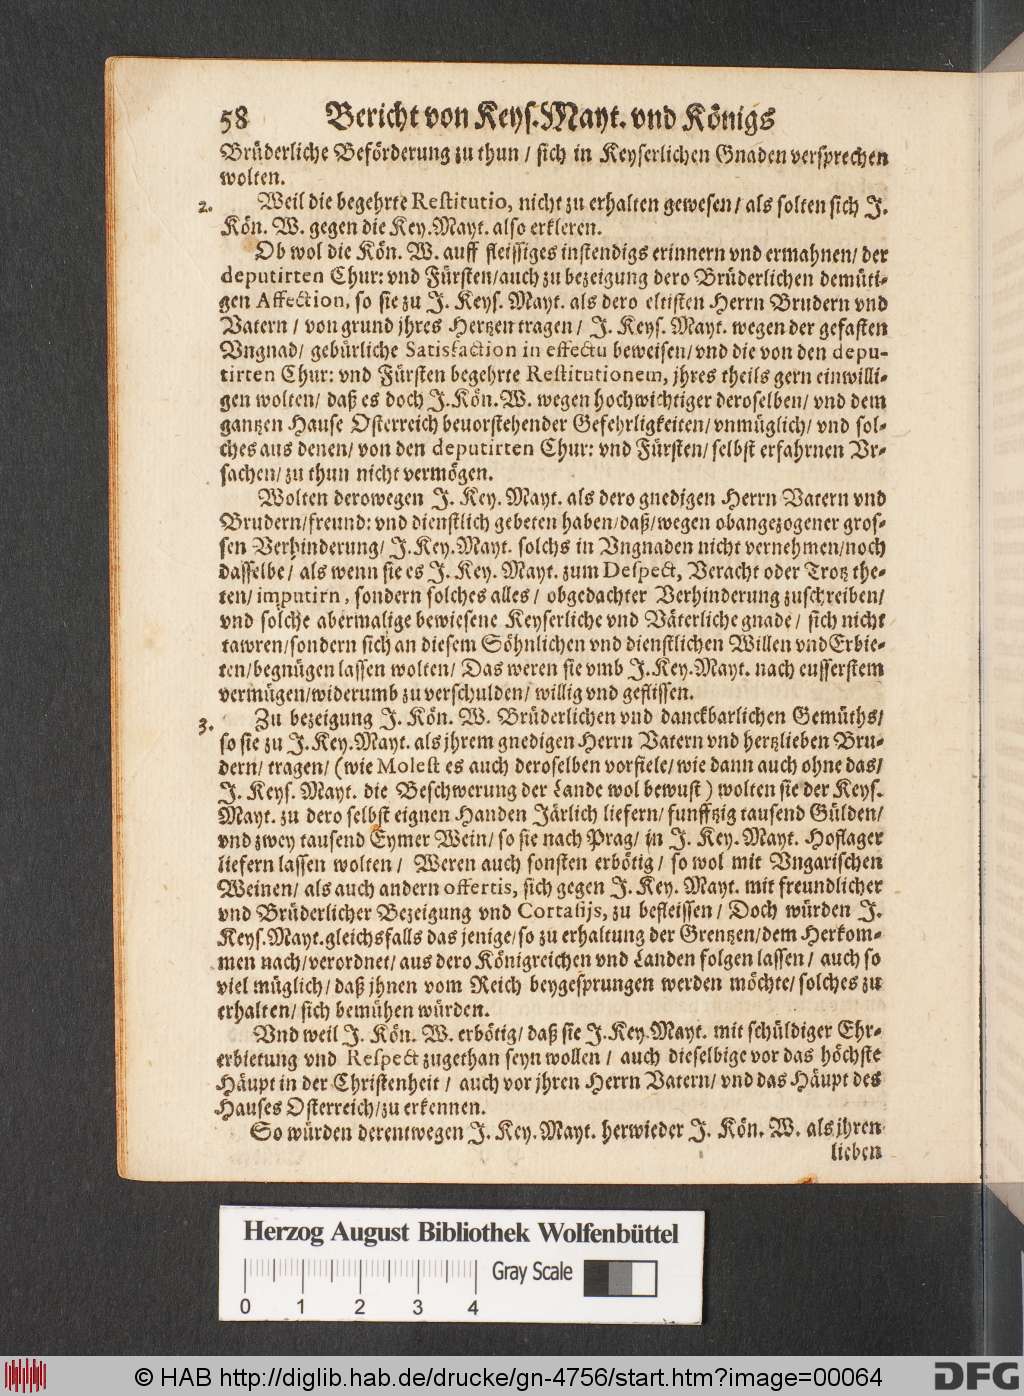 58 Bericht von Keys. Mayt. vnd Königs
Brüderliche Beförderung zu thun / sich in Keyserlichen Gnaden versprechen
wolten.
2. Weil die begehrte Restitutio, nicht zu erhalten gewesen / als solten sich J.
Kön. W. gegen die Key. Mayt. also erkleren.
Ob wol die Kön. W. auff fleissiges instendigs erinnern vnd ermahnen / der
deputirten Chur: vnd Fürsten / auch zu bezeigung dero Brüderlichen demüti-
gen Affection, so sie zu J. Keys. Mayt. als dero eltisten Herrn Brudern vnd
Vatern / von grund jhres Hertzen tragen / J. Keys. Mayt. wegen der gefasten
Vngnad / gebürliche Satisfaction in effectu beweisen / vnd die von den depu-
tirten Chur: vnd Fürsten begehrte Restitutionem, jhres theils gern einwilli-
gen wolten / daß es doch J. Kön. W. wegen hochwichtiger deroselben / vnd dem
gantzen Hause Osterreich beuorstehender Gefehrligkeiten / vnmüglich / vnd sol-
ches aus denen / von den deputirten Chur: vnd Fürsten / selbst erfahrnen Vr-
sachen / zu thun nicht vermögen.
Wolten derowegen J. Key. Mayt. als dero gnedigen Herrn Vatern vnd
Brudern / freund: vnd dienstlich gebeten haben / daß / wegen obangezogener gros-
sen Verhinderung / J. Key. Mayt. solchs in Vngnaden nicht vernehmen / noch
dasselbe / als wenn sie es J. Key. Mayt. zum Despect, Veracht oder Trotz the-
ten / imputirn, sondern solches alles / obgedachter Verhinderung zuschreiben /
vnd solche abermalige bewiesene Keyserliche vnd Väterliche gnade / sich nicht
tawren / sondern sich an diesem Söhnlichen vnd dienstlichen Willen vnd Erbie-
ten / begnügen lassen wolten / Das weren sie vmb J. Key. Mayt. nach eusserstem
vermügen / widerumb zu verschulden / willig vnd geflissen.
3. Zu bezeigung J. Kön. W. Brüderlichen vnd danckbarlichen Gemüths /
so sie zu J. Key. Mayt. als jhrem gnedigen Herrn Vatern vnd hertzlieben Bru-
dern / tragen / (wie Molest es auch deroselben vorfiele / wie dann auch ohne das /
J. Keys. Mayt. die Beschwerung der Lande wol bewust) wolten sie der Keys.
Mayt. zu dero selbst eignen Handen Järlich liefern / funfftzig tausend Gülden /
vnd zwey tausend Eymer Wein / so sie nach Prag / in J. Key. Mayt. Hoflager
liefern lassen wolten / Weren auch sonsten erbötig / so wol mit Vngarischen
Weinen / als auch andern offertis, sich gegen J. Key. Mayt. mit freundlicher
vnd Brüderlicher Bezeigung vnd Cortasijs, zu befleissen / Doch würden J.
Keys. Mayt. gleichsfalls das jenige / so zu erhaltung der Grentzen / dem Herkom-
men nach / verordnet / aus dero Königreichen vnd Landen folgen lassen / auch so
viel müglich / daß jhnen vom Reich beygesprungen werden möchte / solches zu
erhalten / sich bemühen würden.
Vnd weil J. Kön. W. erbötig / daß sie J. Key. Mayt. mit schüldiger Ehr-
erbietung vnd Respect zugethan seyn wollen / auch dieselbige vor das höchste
Häupt in der Christenheit / auch vor jhren Herrn Vatern / vnd das Häupt des
Hauses Osterreich / zu erkennen.
So würden derentwegen J. Key. Mayt. herwieder J. Kön. W. als jhren
lieben
Herzog August Bibliothek Wolfenbüttel
Gray Scale
0 1 2 3 4
© HAB http://diglib.hab.de/drucke/gn-4756/start.htm?image=00064
DFG